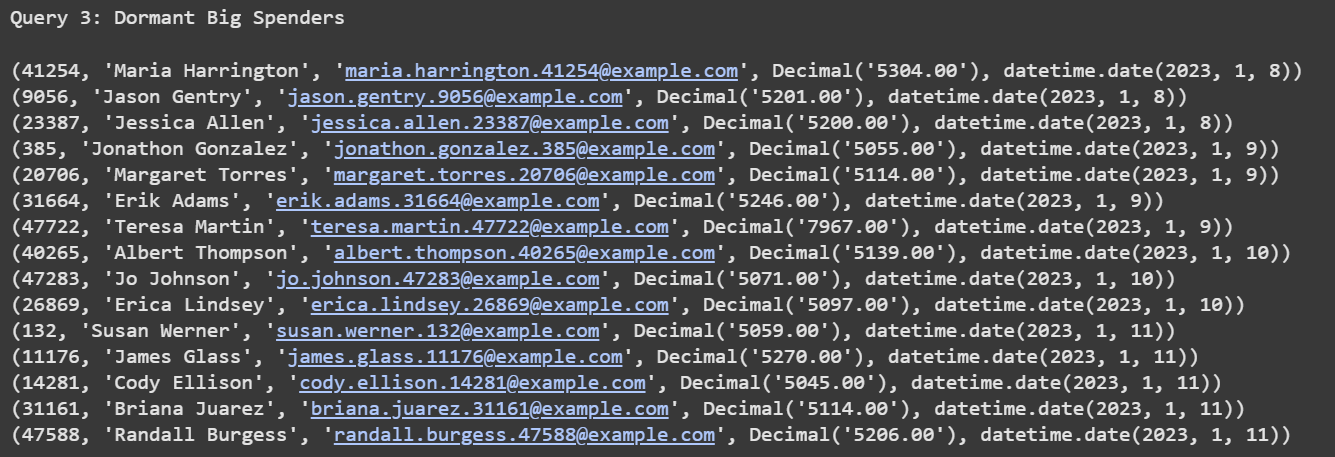 Query 3: Dormant Big Spenders
(41254, 'Maria Harrington', 'maria.harrington.41254@example.com', Decimal('5304.00'), datetime.date(2023, 1, 8))
(9056, 'Jason Gentry', 'jason.gentry.9056@example.com', Decimal('5201.00'), datetime.date(2023, 1, 8))
(23387, 'Jessica Allen', 'jessica.allen.23387@example.com', Decimal('5200.00'), datetime.date(2023, 1, 8))
(385, 'Jonathon Gonzalez', 'jonathon.gonzalez.385@example.com', Decimal('5055.00'), datetime.date(2023, 1, 9))
(20706, 'Margaret Torres', 'margaret.torres.20706@example.com', Decimal('5114.00'), datetime.date(2023, 1, 9))
(31664, 'Erik Adams', 'erik.adams.31664@example.com', Decimal('5246.00'), datetime.date(2023, 1, 9))
(47722, 'Teresa Martin', 'teresa.martin.47722@example.com', Decimal('7967.00'), datetime.date(2023, 1, 9))
(40265, 'Albert Thompson', 'albert.thompson.40265@example.com', Decimal('5139.00'), datetime.date(2023, 1, 10))
(47283, 'Jo Johnson', 'jo.johnson.47283@example.com', Decimal('5071.00'), datetime.date(2023, 1, 10))
(26869, 'Erica Lindsey', 'erica.lindsey.26869@example.com', Decimal('5097.00'), datetime.date(2023, 1, 10))
(132, 'Susan Werner', 'susan.werner.132@example.com', Decimal('5059.00'), datetime.date(2023, 1, 11))
(11176, 'James Glass', 'james.glass.11176@example.com', Decimal('5270.00'), datetime.date(2023, 1, 11))
(14281, 'Cody Ellison', 'cody.ellison.14281@example.com', Decimal('5045.00'), datetime.date(2023, 1, 11))
(31161, 'Briana Juarez', 'briana.juarez.31161@example.com', Decimal('5114.00'), datetime.date(2023, 1, 11))
(47588, 'Randall Burgess', 'randall.burgess.47588@example.com', Decimal('5206.00'), datetime.date(2023, 1, 11))